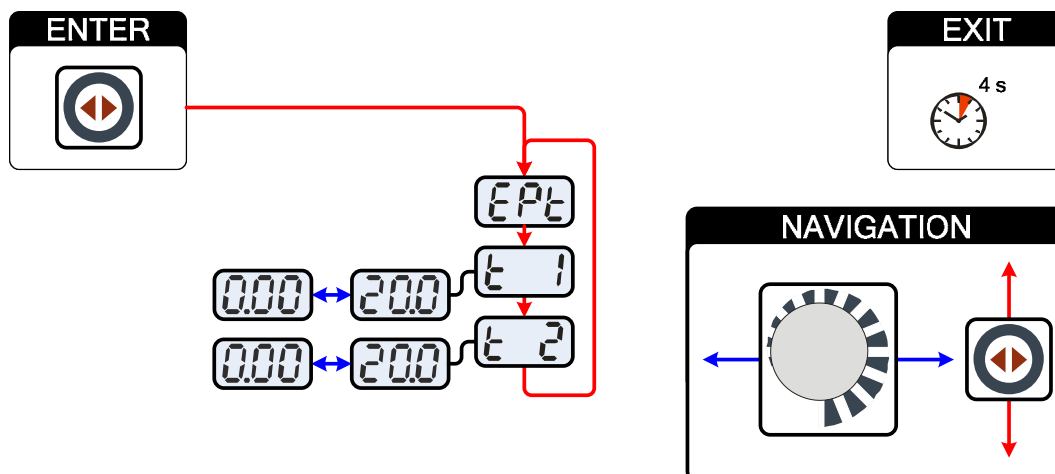 ENTER
EXIT
4 s
EPt
NAVIGATION
t 1
0.00 20.0
t 2
0.00 20.0